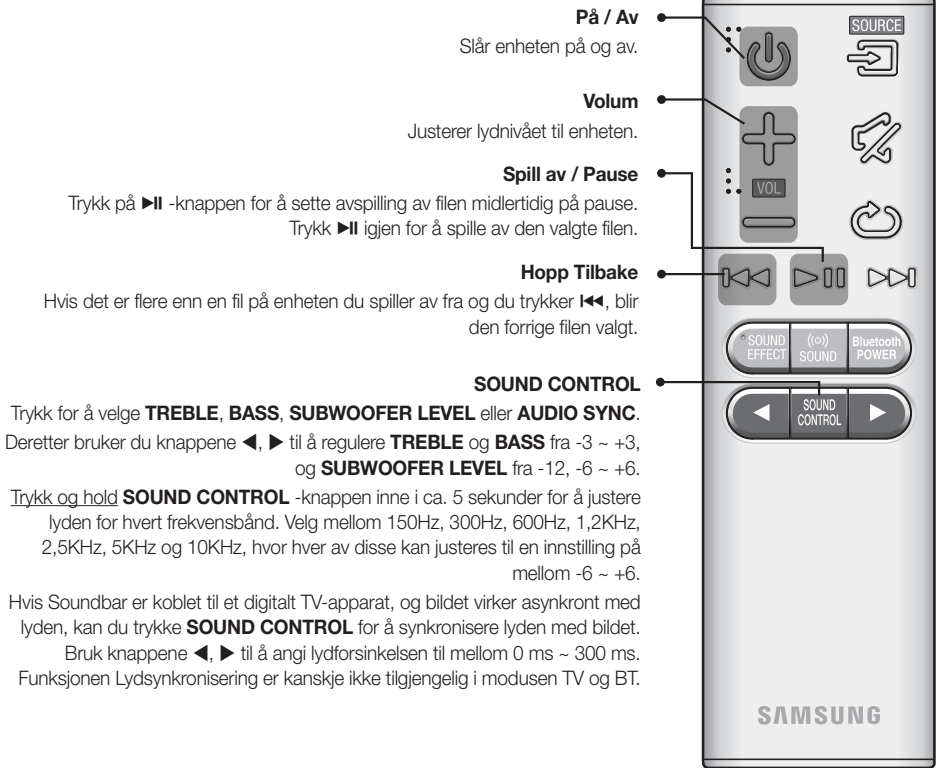 På / Av
Slår enheten på og av.
Volum
Justerer lydnivået til enheten.
Spill av / Pause
Trykk på -knappen for å sette avspilling av filen midlertidig på pause.
Trykk igjen for å spille av den valgte filen.
Hopp Tilbake
Hvis det er flere enn en fil på enheten du spiller av fra og du trykker , blir
den forrige filen valgt.
SOUND CONTROL
Trykk for å velge TREBLE, BASS, SUBWOOFER LEVEL eller AUDIO SYNC.
Deretter bruker du knappene ◀, ▶ til å regulere TREBLE og BASS fra -3 ~ +3,
og SUBWOOFER LEVEL fra -12, -6 ~ +6.
Trykk og hold SOUND CONTROL -knappen inne i ca. 5 sekunder for å justere
lyden for hvert frekvensbånd. Velg mellom 150Hz, 300Hz, 600Hz, 1,2KHz,
2,5KHz, 5KHz og 10KHz, hvor hver av disse kan justeres til en innstilling på
mellom -6 ~ +6.
Hvis Soundbar er koblet til et digitalt TV-apparat, og bildet virker asynkront med
lyden, kan du trykke SOUND CONTROL for å synkronisere lyden med bildet.
Bruk knappene ◀, ▶ til å angi lydforsinkelsen til mellom 0 ms ~ 300 ms.
Funksjonen Lydsynkronisering er kanskje ikke tilgjengelig i modusen TV og BT.
SOURCE
VOL
SOUND
EFFECT
SOUND
Bluetooth
POWER
SOUND
CONTROL
SAMSUNG